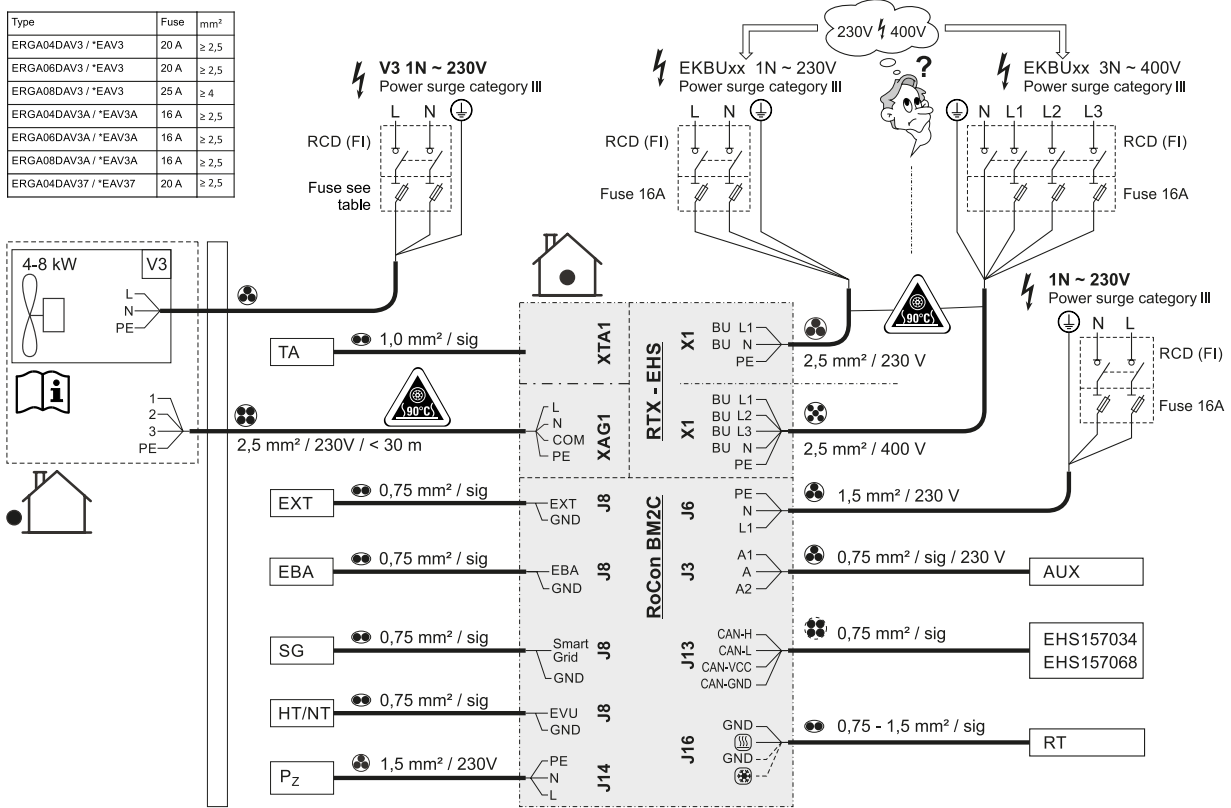 Type Fuse mm²
ERGA04DAV3 / *EAV3 20 A ≥ 2,5
ERGA06DAV3 / *EAV3 20 A ≥ 2,5
ERGA08DAV3 / *EAV3 25 A ≥ 4
ERGA04DAV3A / *EAV3A 16 A ≥ 2,5
ERGA06DAV3A / *EAV3A 16 A ≥ 2,5
ERGA08DAV3A / *EAV3A 16 A ≥ 2,5
ERGA04DAV37 / *EAV37 20 A ≥ 2,5
V3 1N ~ 230V
Power surge category III
L N
RCD (FI)
Fuse see
table
230V 400V
?
EKBUxx 1N ~ 230V
Power surge category III
L N
RCD (FI)
Fuse 16A
EKBUxx 3N ~ 400V
Power surge category III
N L1 L2 L3
RCD (FI)
Fuse 16A
1N ~ 230V
Power surge category III
N L
RCD (FI)
Fuse 16A
4-8 kW V3
L
N
PE
i
1
2
3
PE
90°C
2,5 mm² / 230V / < 30 m
TA
1,0 mm² / sig
XTA1
L
N
COM
PE
XAG1
RTX - EHS
X1
BU L1
BU N
PE
2,5 mm² / 230 V
90°C
X1
BU L1
BU L2
BU L3
BU N
PE
2,5 mm² / 400 V
EXT
0,75 mm² / sig
EXT
GND
J8
EBA
0,75 mm² / sig
EBA
GND
J8
SG
0,75 mm² / sig
Smart
Grid
GND
J8
HT/NT
0,75 mm² / sig
EVU
GND
J8
PZ
1,5 mm² / 230V
PE
N
L
J14
RoCon BM2C
J6
PE
N
L1
1,5 mm² / 230 V
J3
A1
A
A2
0,75 mm² / sig / 230 V
AUX
J13
CAN-H
CAN-L
CAN-VCC
CAN-GND
0,75 mm² / sig
EHS157034
EHS157068
J16
GND
GND
0,75 - 1,5 mm² / sig
RT